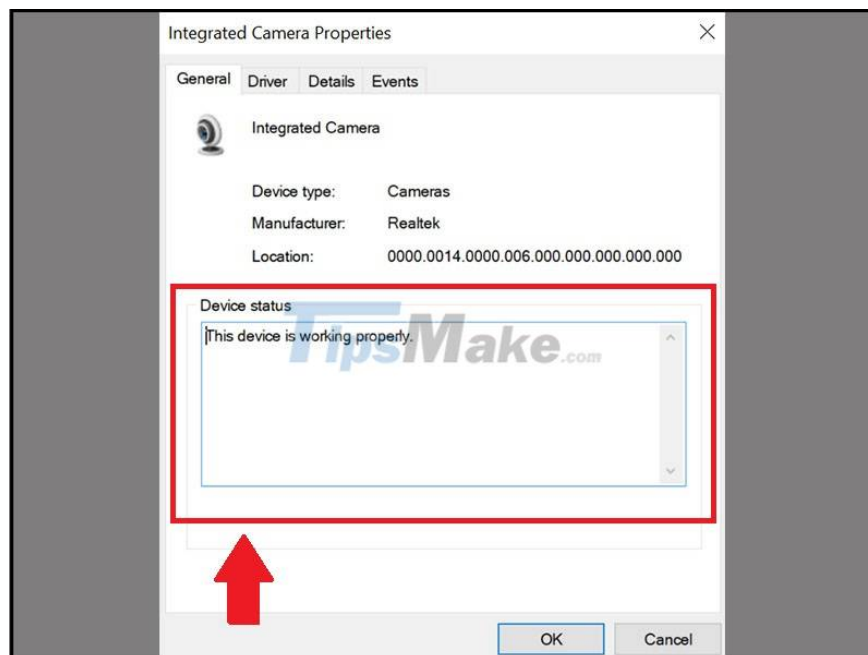 Integrated Camera Properties
General Driver Details Events
Integrated Camera
Device type: Cameras
Manufacturer: Realtek
Location: 0000.0014.0000.006.000.000.000.000.000
Device status
This device is working properly.
TipsMake.com
OK Cancel